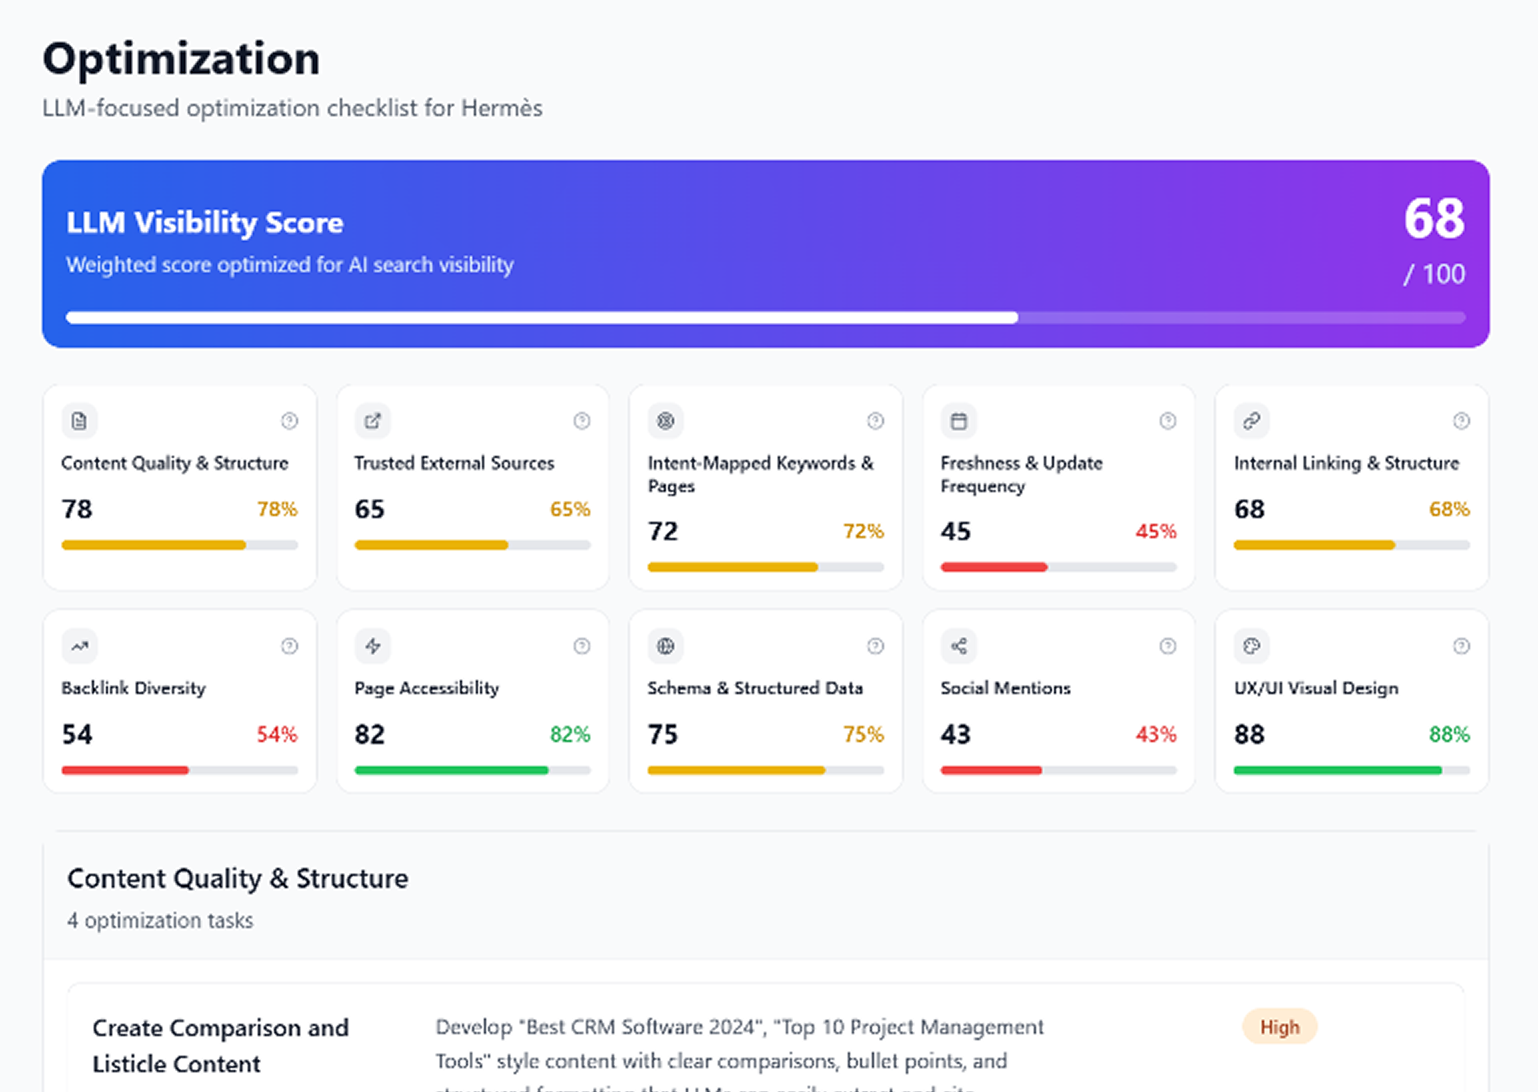 Optimization
LLM-focused optimization checklist for Hermès
LLM Visibility Score
Weighted score optimized for AI search visibility
68
/ 100
Content Quality & Structure
78
78%
Trusted External Sources
65
65%
Intent-Mapped Keywords &
Pages
72
72%
Freshness & Update
Frequency
45
45%
Internal Linking & Structure
68
68%
Backlink Diversity
54
54%
Page Accessibility
82
82%
Schema & Structured Data
75
75%
Social Mentions
43
43%
UX/UI Visual Design
88
88%
Content Quality & Structure
4 optimization tasks
Create Comparison and
Listicle Content
Develop "Best CRM Software 2024", "Top 10 Project Management
Tools" style content with clear comparisons, bullet points, and
High